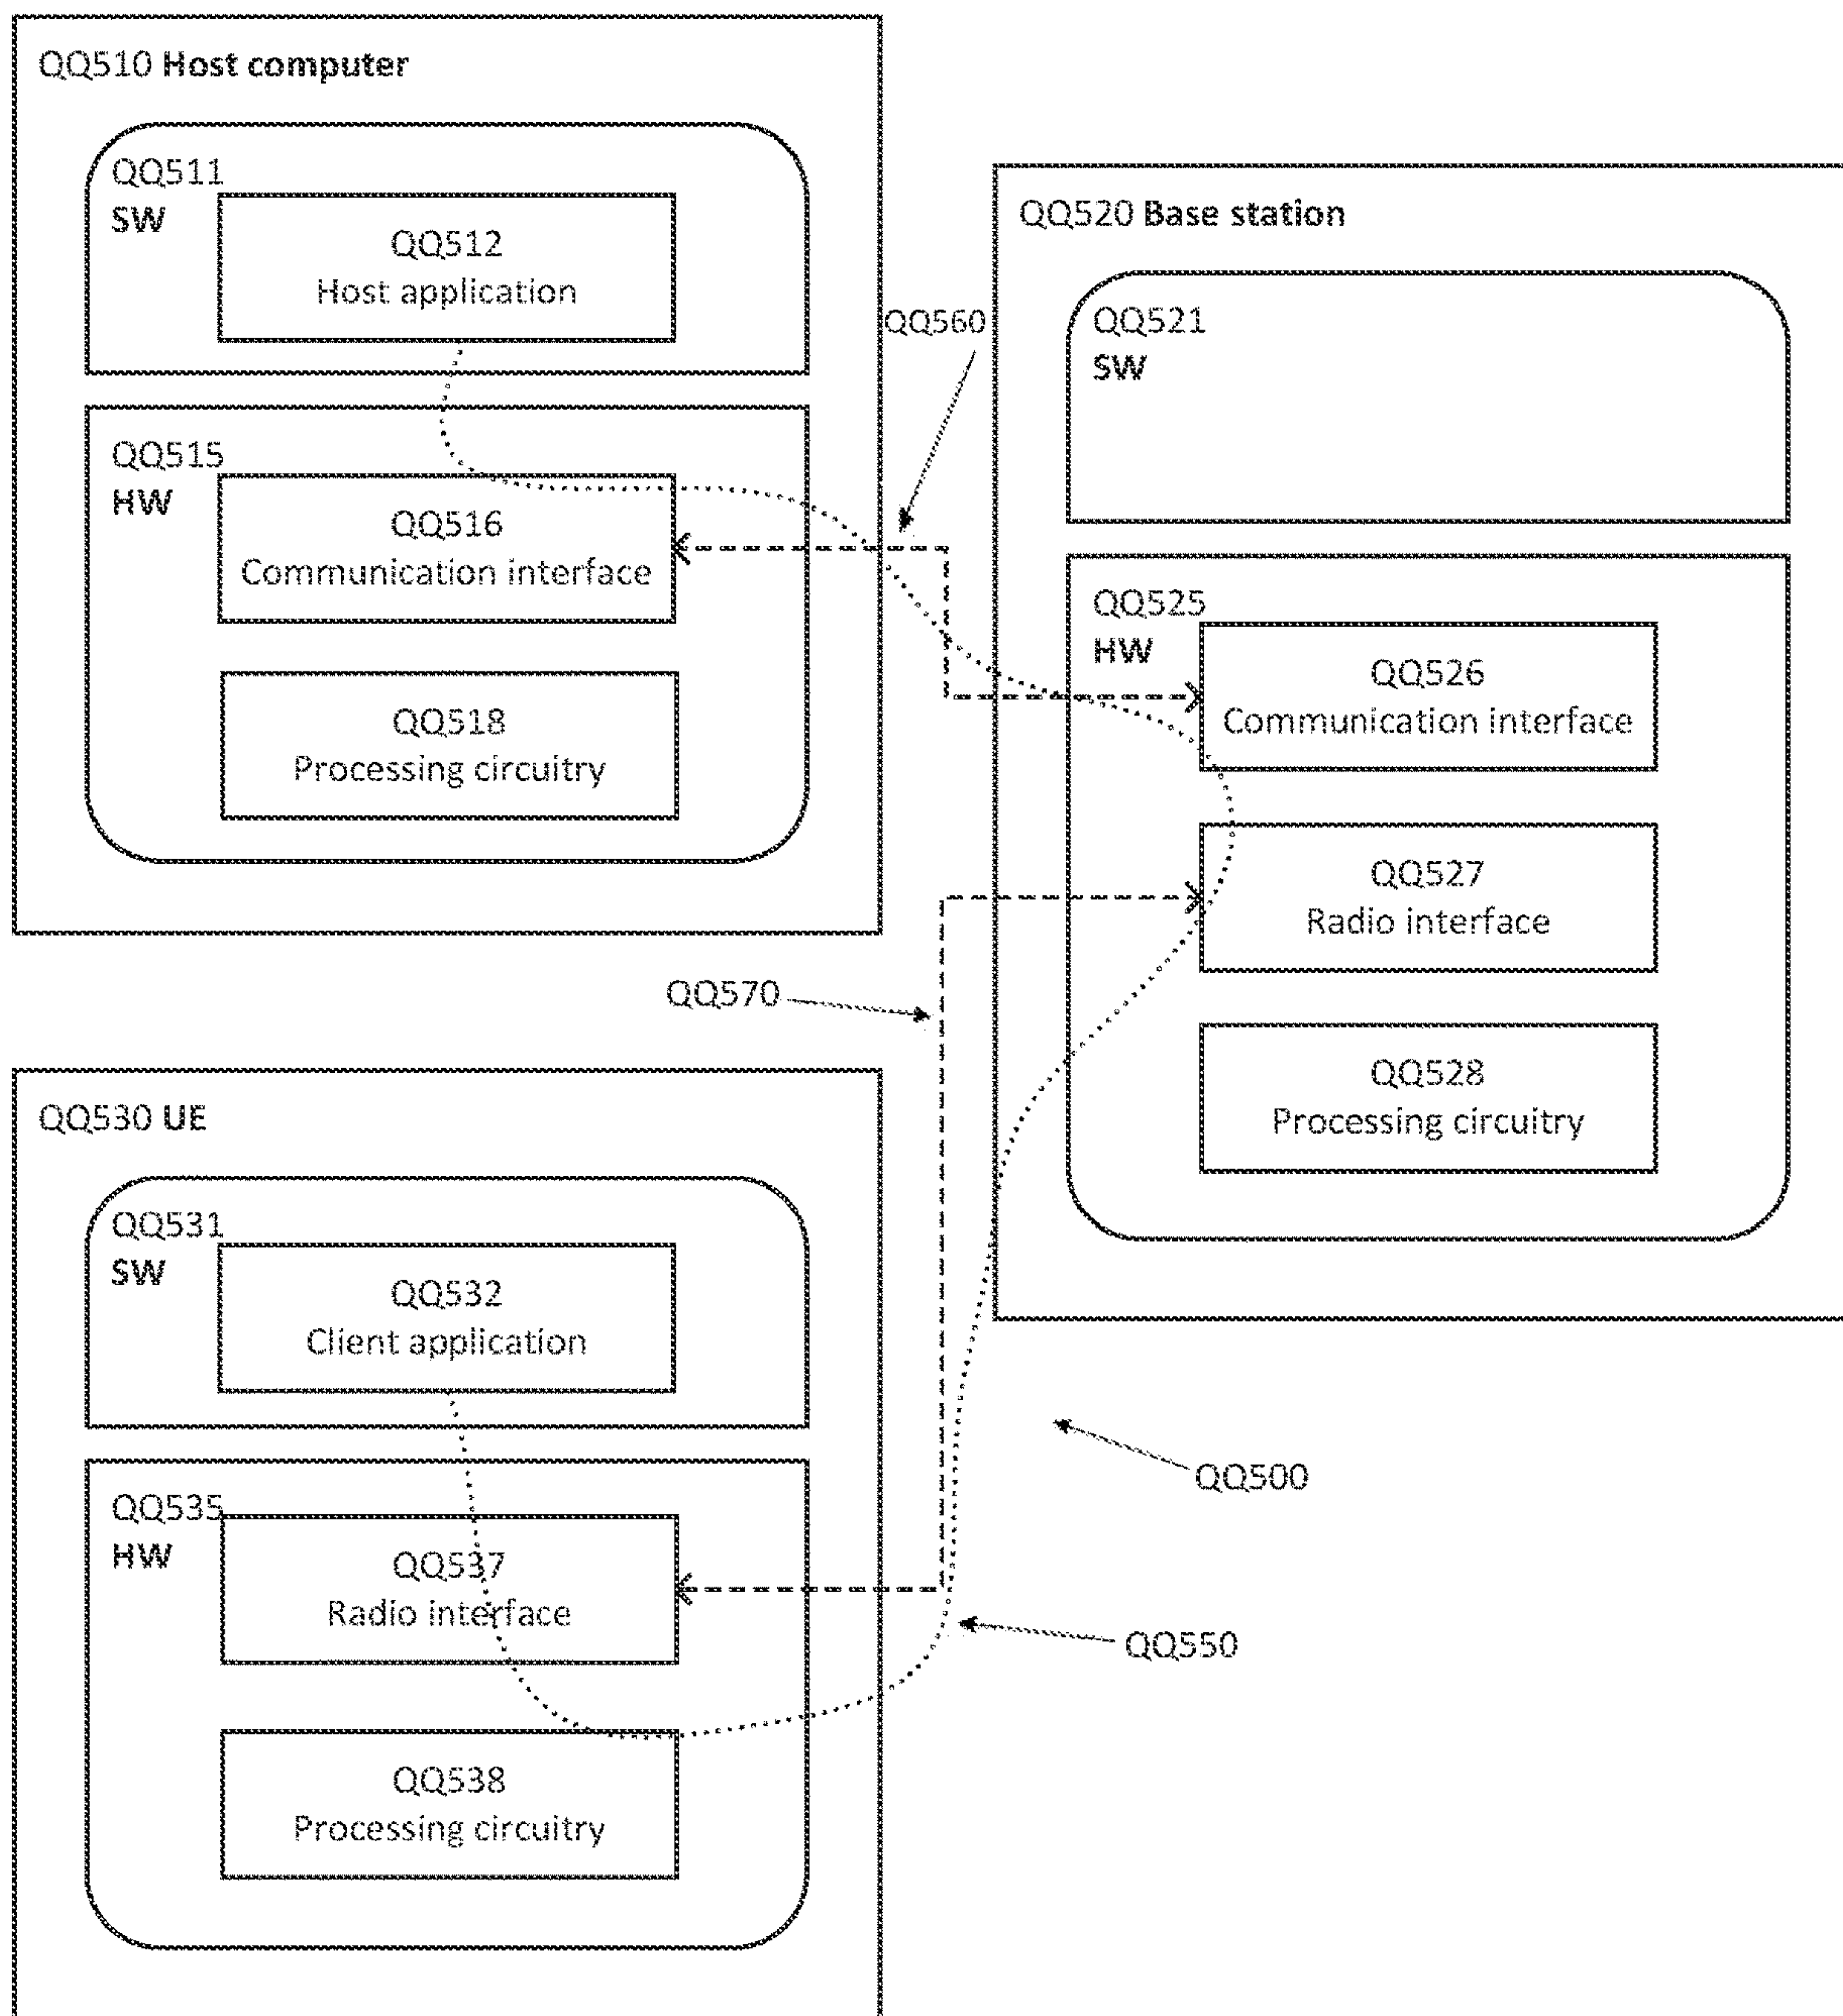 QQ510 Host computer
QQ511
SW
QQ512
Host application
QQ515
HW
QQ516
Communication interface
QQ518
Processing circuitry
QQ560
QQ520 Base station
QQ521
SW
QQ525
HW
QQ526
Communication interface
QQ527
Radio interface
QQ528
Processing circuitry
QQ570
QQ530 UE
QQ531
SW
QQ532
Client application
QQ535
HW
QQ537
Radio interface
QQ538
Processing circuitry
QQ500
QQ550